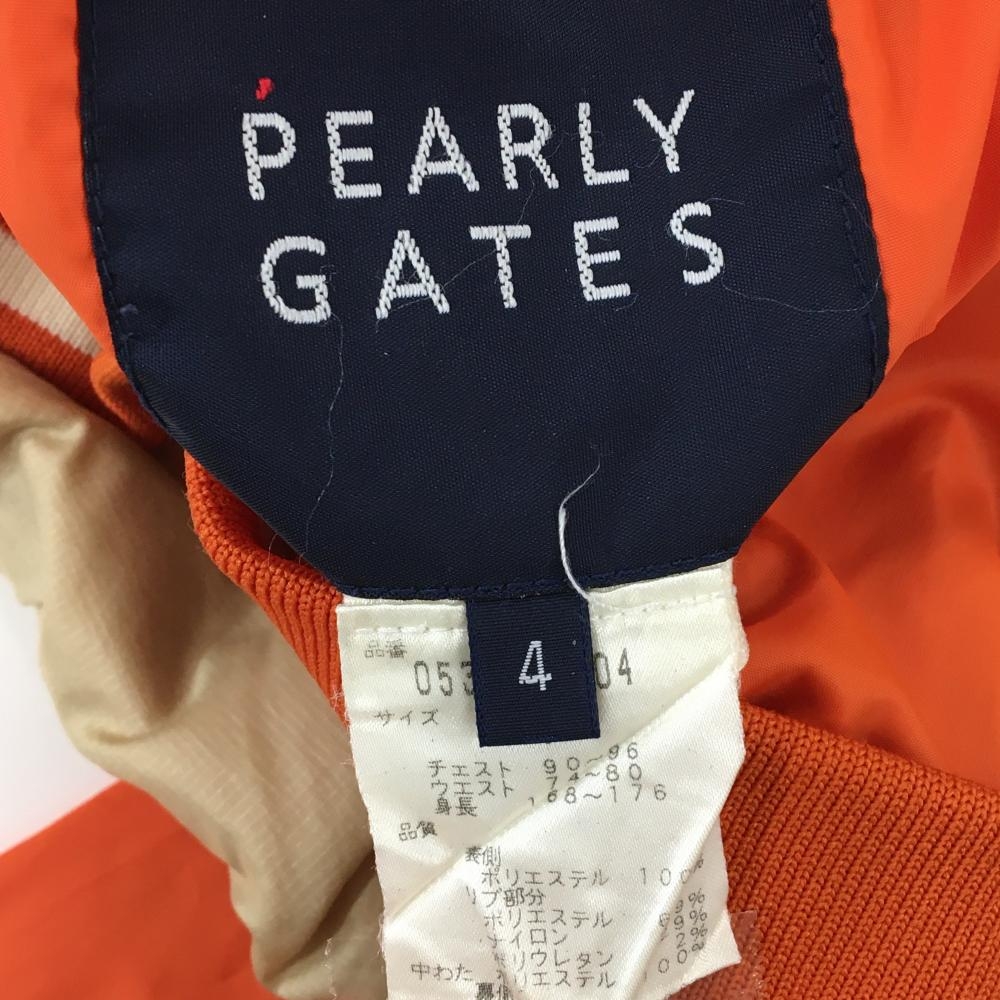 PEARLY
GATES
4
品番
053 04
サイズ
チェスト 90~96
ウエスト 74~80
身長 168~176
品質
表側
ポリエステル 100%
リブ部分
ポリエステル
ナイロン
ポリウレタン
中わた ポリエステル 100%